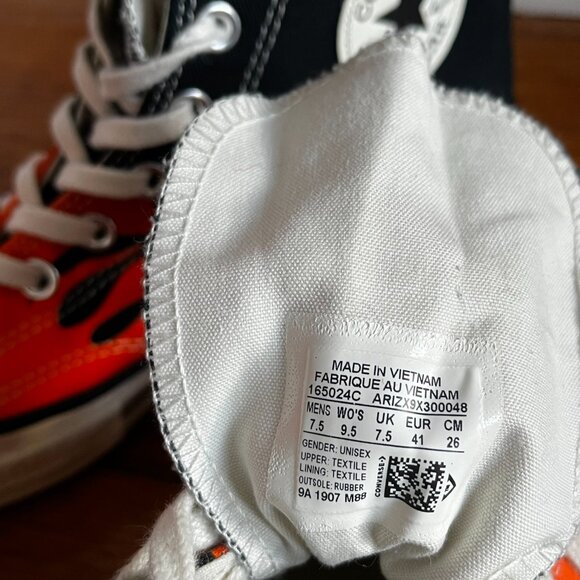 MADE IN VIETNAM
FABRIQUE AU VIETNAM
165024C ARIZX9X300048
MENS WO'S UK EUR CM
7.5 9.5 7.5 41 26
GENDER: UNISEX
UPPER: TEXTILE
LINING: TEXTILE
OUTSOLE: RUBBER
9A 1907 M88
CONVERSE